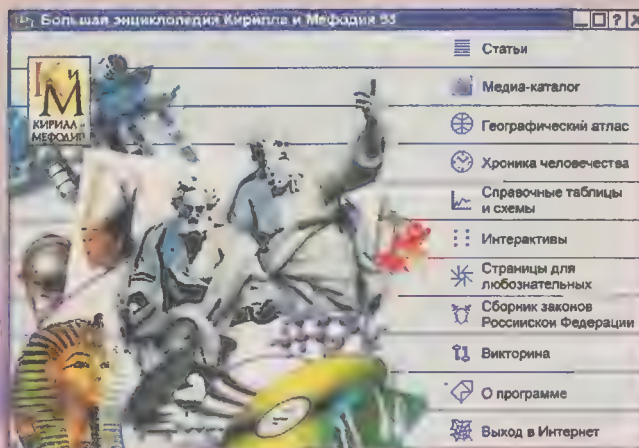 Большая энциклопедия Кирилла и Мефодия 98
КИРИЛЛ и
МЕФОДИЙ
Статьи
Медиа-каталог
Географический атлас
Хроника человечества
Справочные таблицы
и схемы
Интерактивы
Страницы для
любознательных
Сборник законов
Российской Федерации
Викторина
О программе
Выход в Интернет